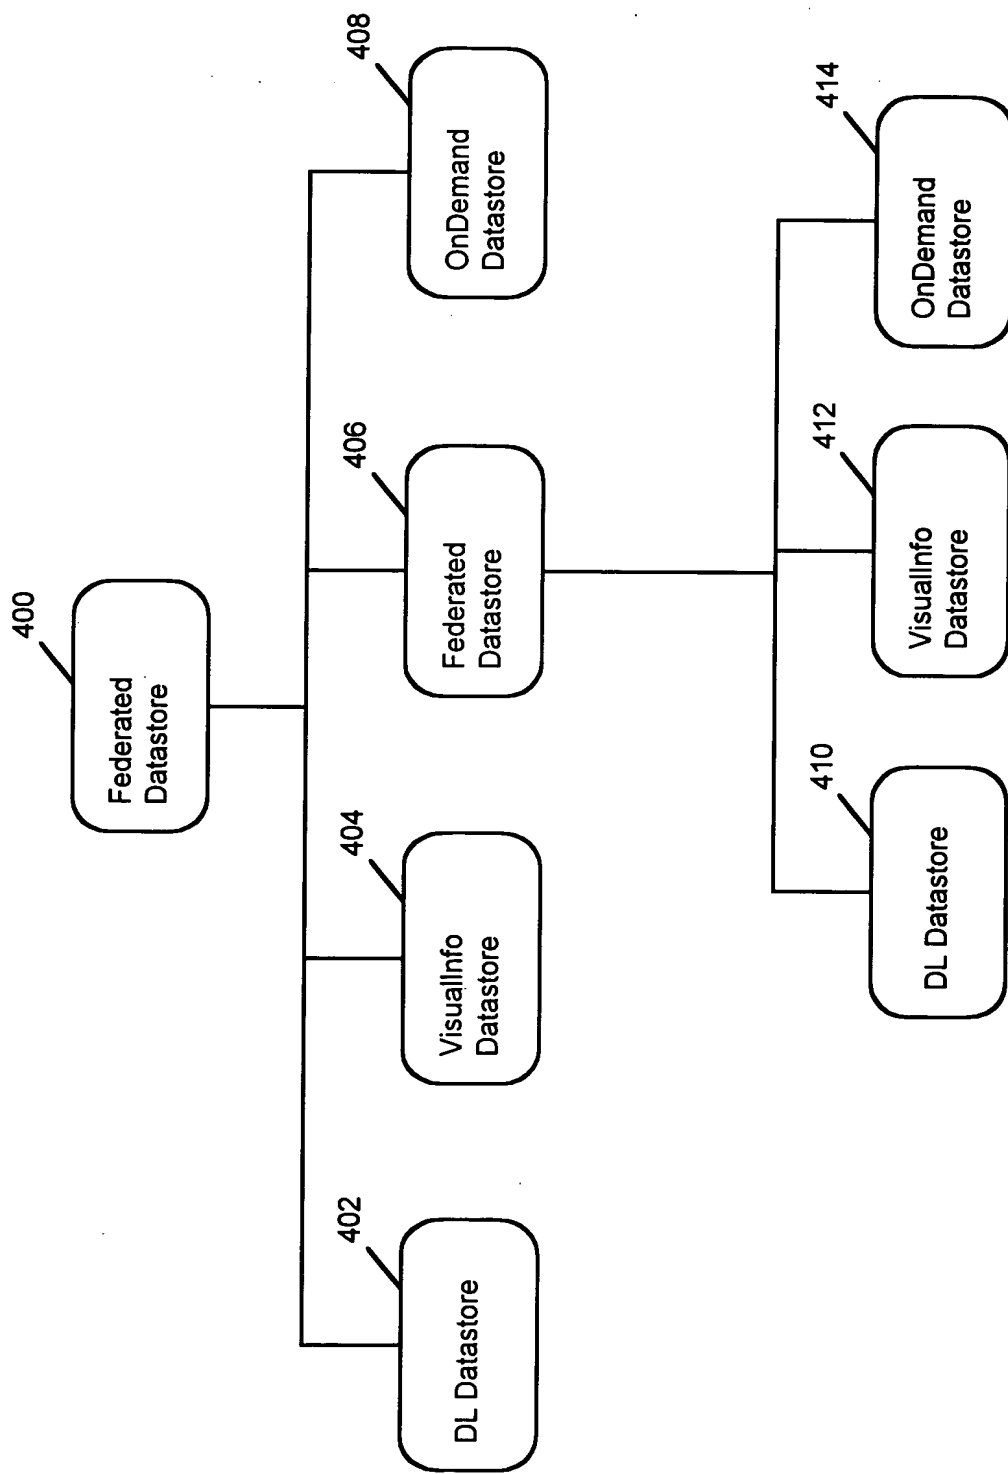 400
Federated
Datastore
402
DL Datastore
404
VisualInfo
Datastore
406
Federated
Datastore
408
OnDemand
Datastore
410
DL Datastore
412
VisualInfo
Datastore
414
OnDemand
Datastore